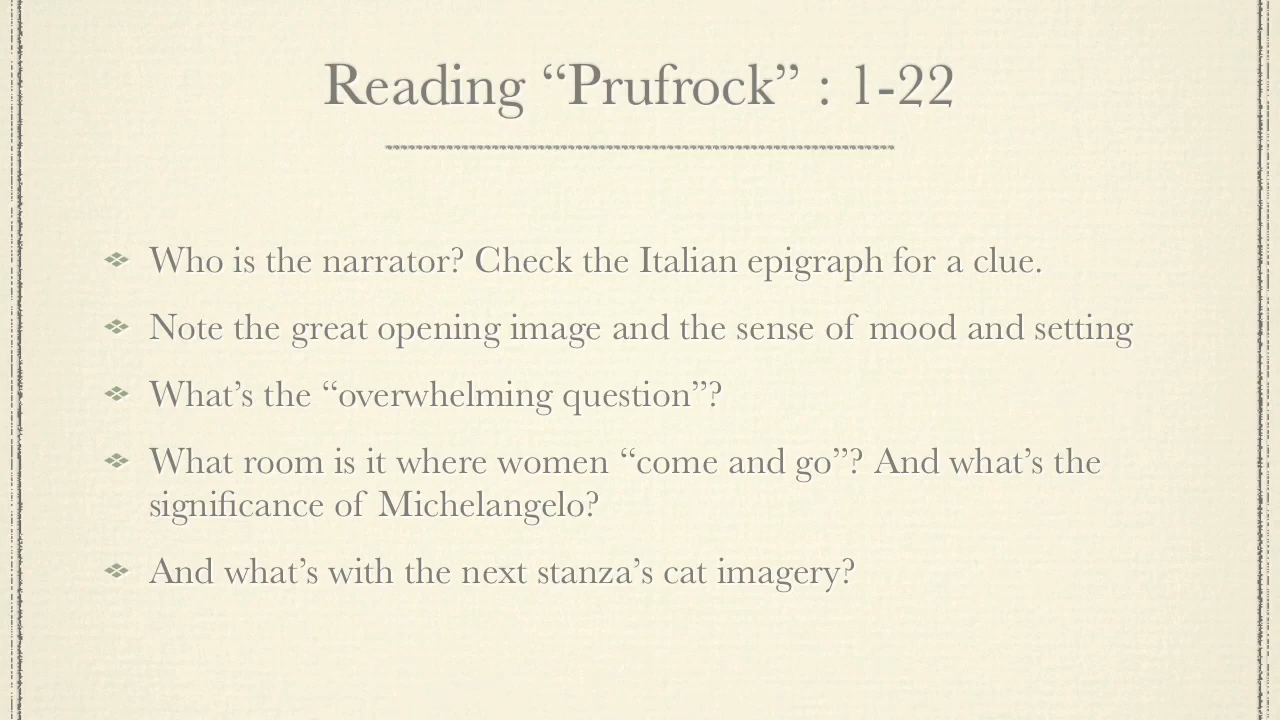 Reading “Prufrock” : 1-22
Who is the narrator? Check the Italian epigraph for a clue.
Note the great opening image and the sense of mood and setting
What’s the “overwhelming question”?
What room is it where women “come and go”? And what’s the
significance of Michelangelo?
And what’s with the next stanza’s cat imagery?